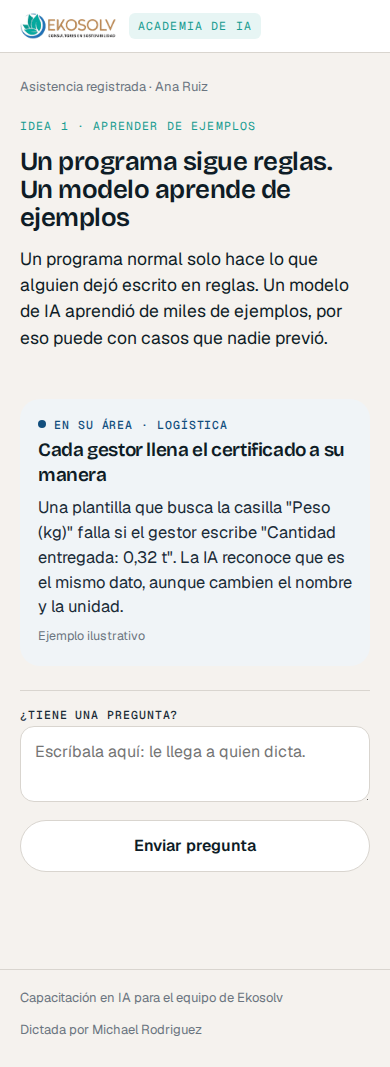 EKOSOLV
ACADEMIA DE IA
Asistencia registrada · Ana Ruiz
IDEA 1 · APRENDER DE EJEMPLOS
Un programa sigue reglas.
Un modelo aprende de
ejemplos
Un programa normal solo hace lo que
alguien dejó escrito en reglas. Un modelo
de IA aprendió de miles de ejemplos, por
eso puede con casos que nadie previó.
EN SU ÁREA · LOGÍSTICA
Cada gestor llena el certificado a su
manera
Una plantilla que busca la casilla "Peso
(kg)" falla si el gestor escribe "Cantidad
entregada: 0,32 t". La IA reconoce que es
el mismo dato, aunque cambien el nombre
y la unidad.
Ejemplo ilustrativo
¿TIENE UNA PREGUNTA?
Escríbala aquí: le llega a quien dicta.
Enviar pregunta
Capacitación en IA para el equipo de Ekosolv
Dictada por Michael Rodriguez